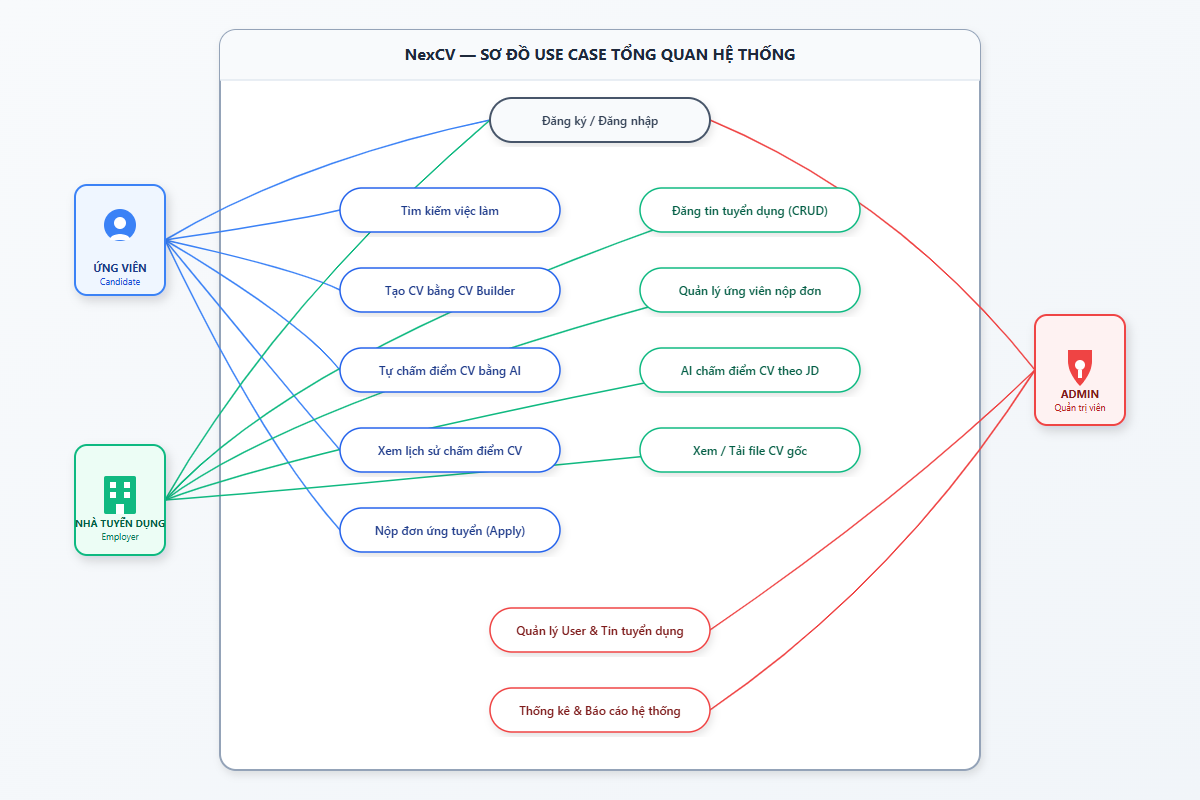 NexCV — SƠ ĐỒ USE CASE TỔNG QUAN HỆ THỐNG
Đăng ký / Đăng nhập
Tìm kiếm việc làm
Đăng tin tuyển dụng (CRUD)
ỨNG VIÊN
Candidate
Tạo CV bằng CV Builder
Quản lý ứng viên nộp đơn
Tự chấm điểm CV bằng AI
AI chấm điểm CV theo JD
ADMIN
Quản trị viên
Xem lịch sử chấm điểm CV
Xem / Tải file CV gốc
NHÀ TUYỂN DỤNG
Employer
Nộp đơn ứng tuyển (Apply)
Quản lý User & Tin tuyển dụng
Thống kê & Báo cáo hệ thống